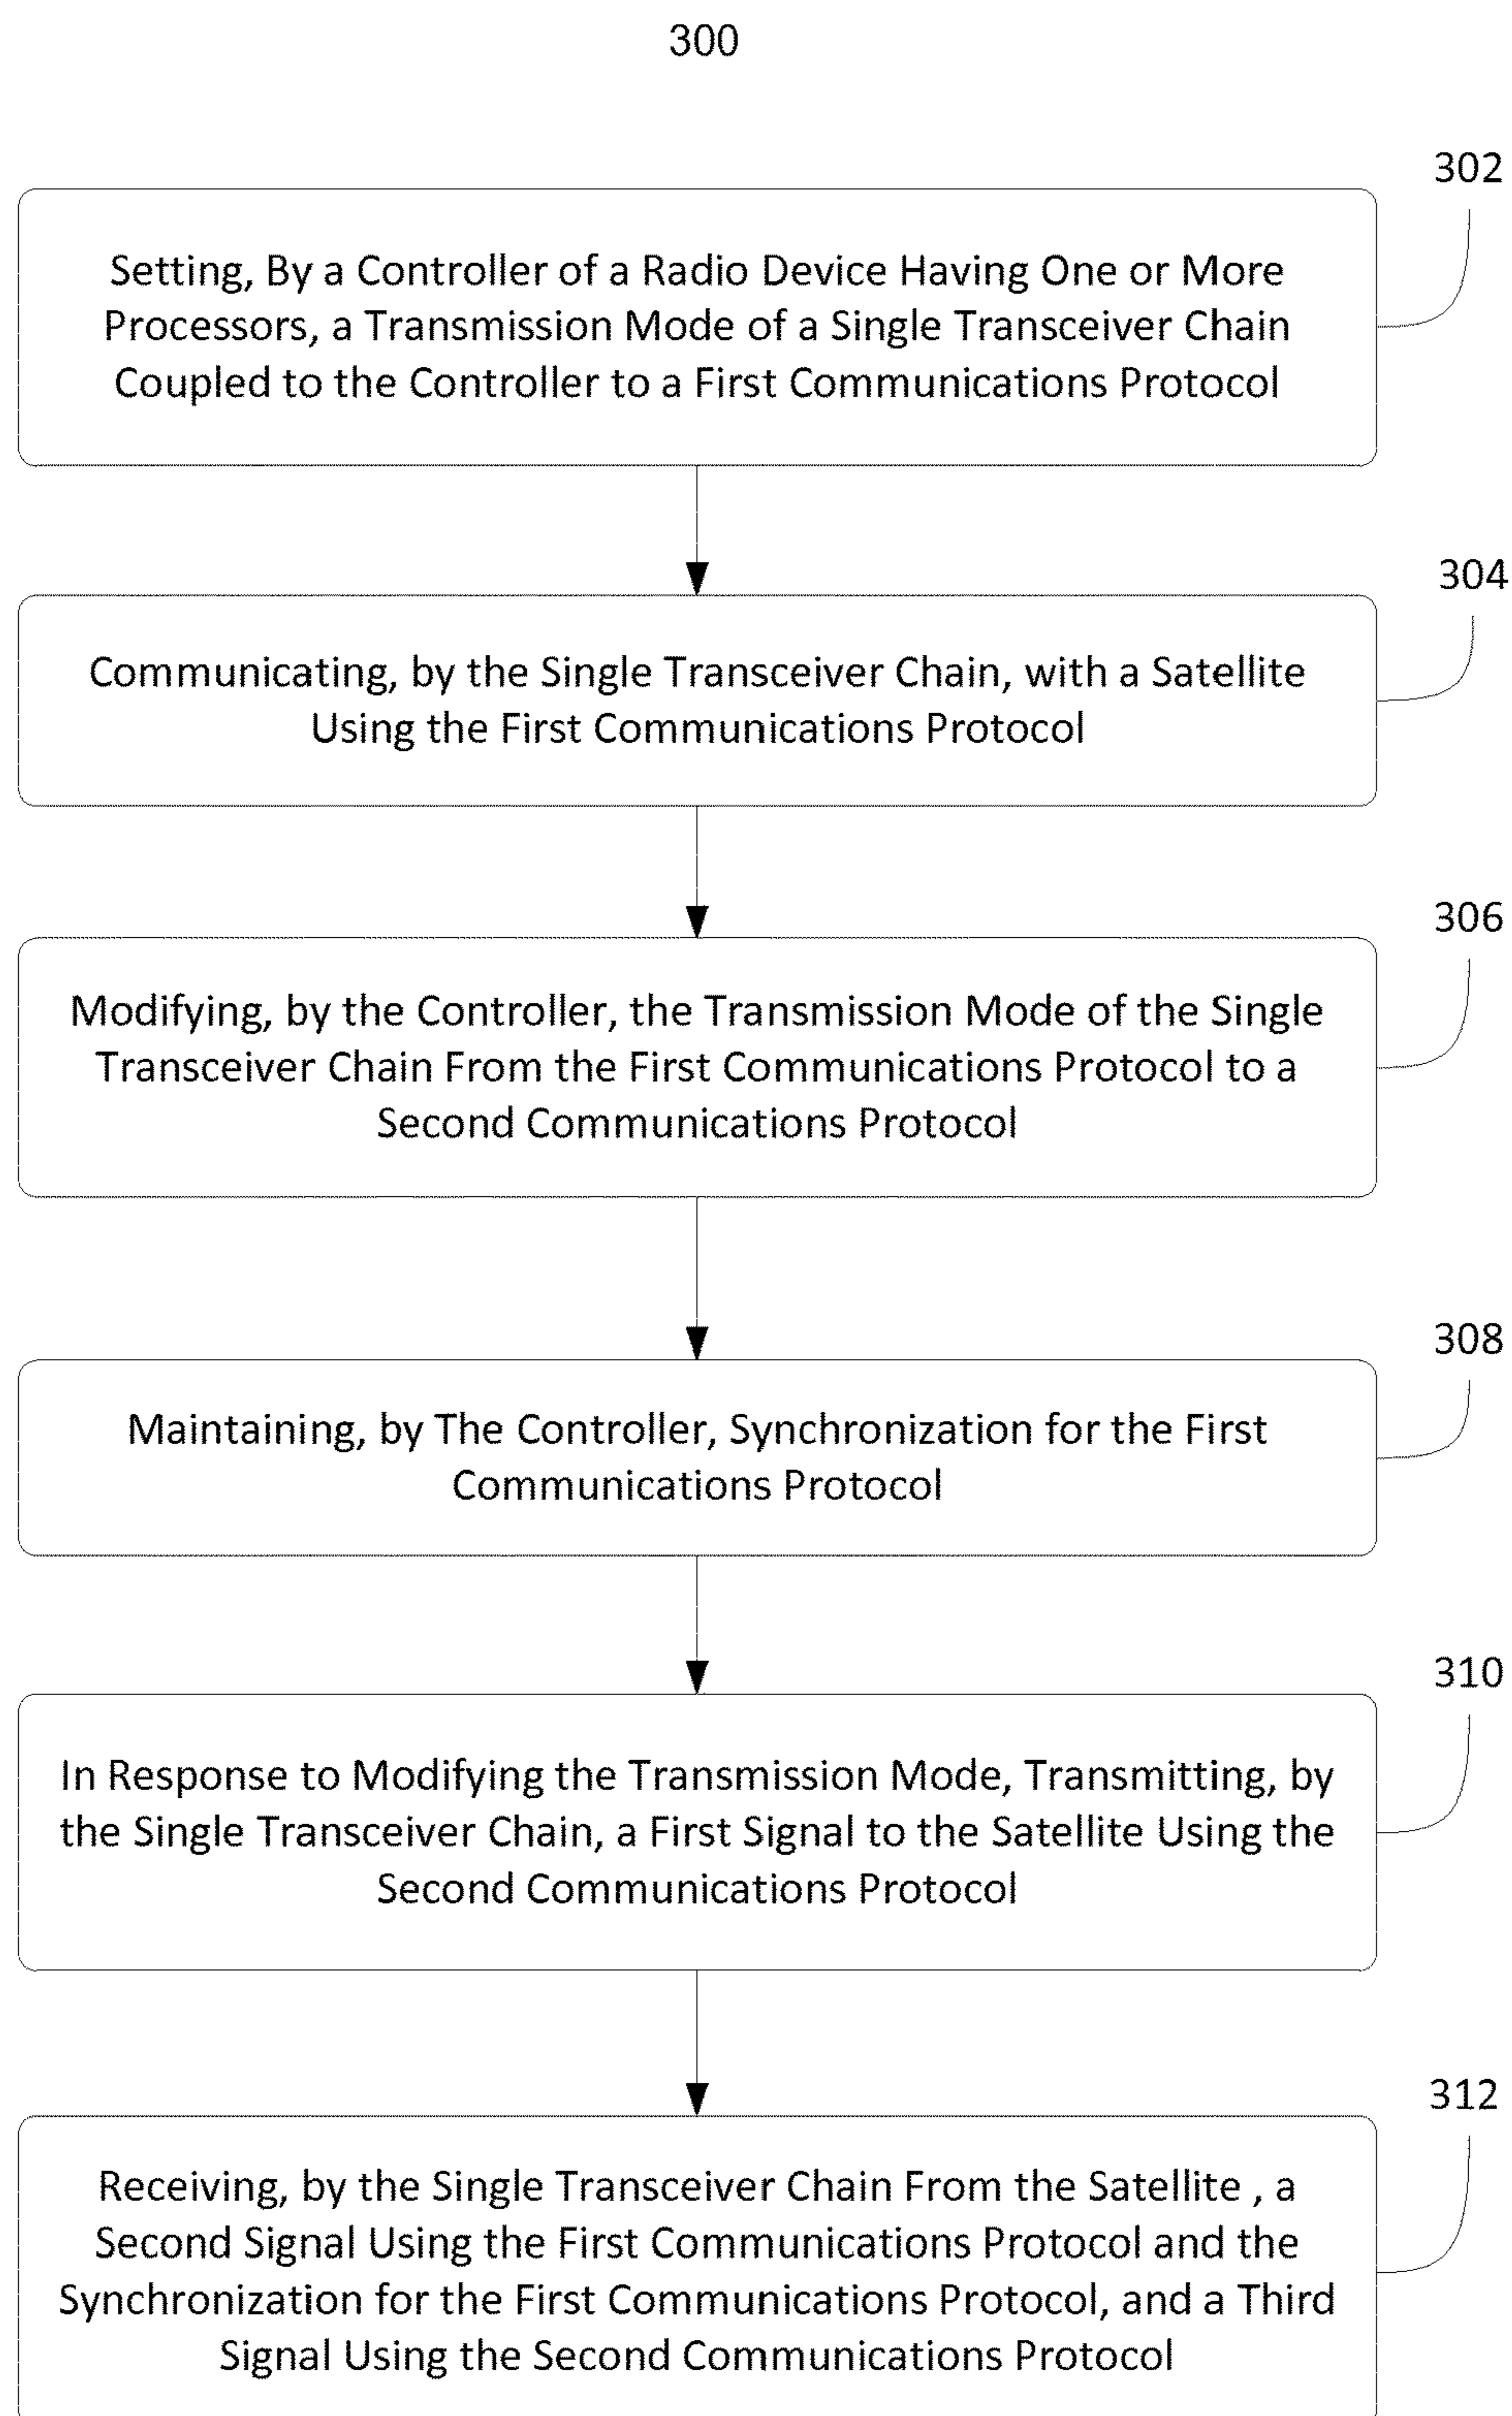 300
302
Setting, By a Controller of a Radio Device Having One or More
Processors, a Transmission Mode of a Single Transceiver Chain
Coupled to the Controller to a First Communications Protocol
304
Communicating, by the Single Transceiver Chain, with a Satellite
Using the First Communications Protocol
306
Modifying, by the Controller, the Transmission Mode of the Single
Transceiver Chain From the First Communications Protocol to a
Second Communications Protocol
308
Maintaining, by The Controller, Synchronization for the First
Communications Protocol
310
In Response to Modifying the Transmission Mode, Transmitting, by
the Single Transceiver Chain, a First Signal to the Satellite Using the
Second Communications Protocol
312
Receiving, by the Single Transceiver Chain From the Satellite , a
Second Signal Using the First Communications Protocol and the
Synchronization for the First Communications Protocol, and a Third
Signal Using the Second Communications Protocol